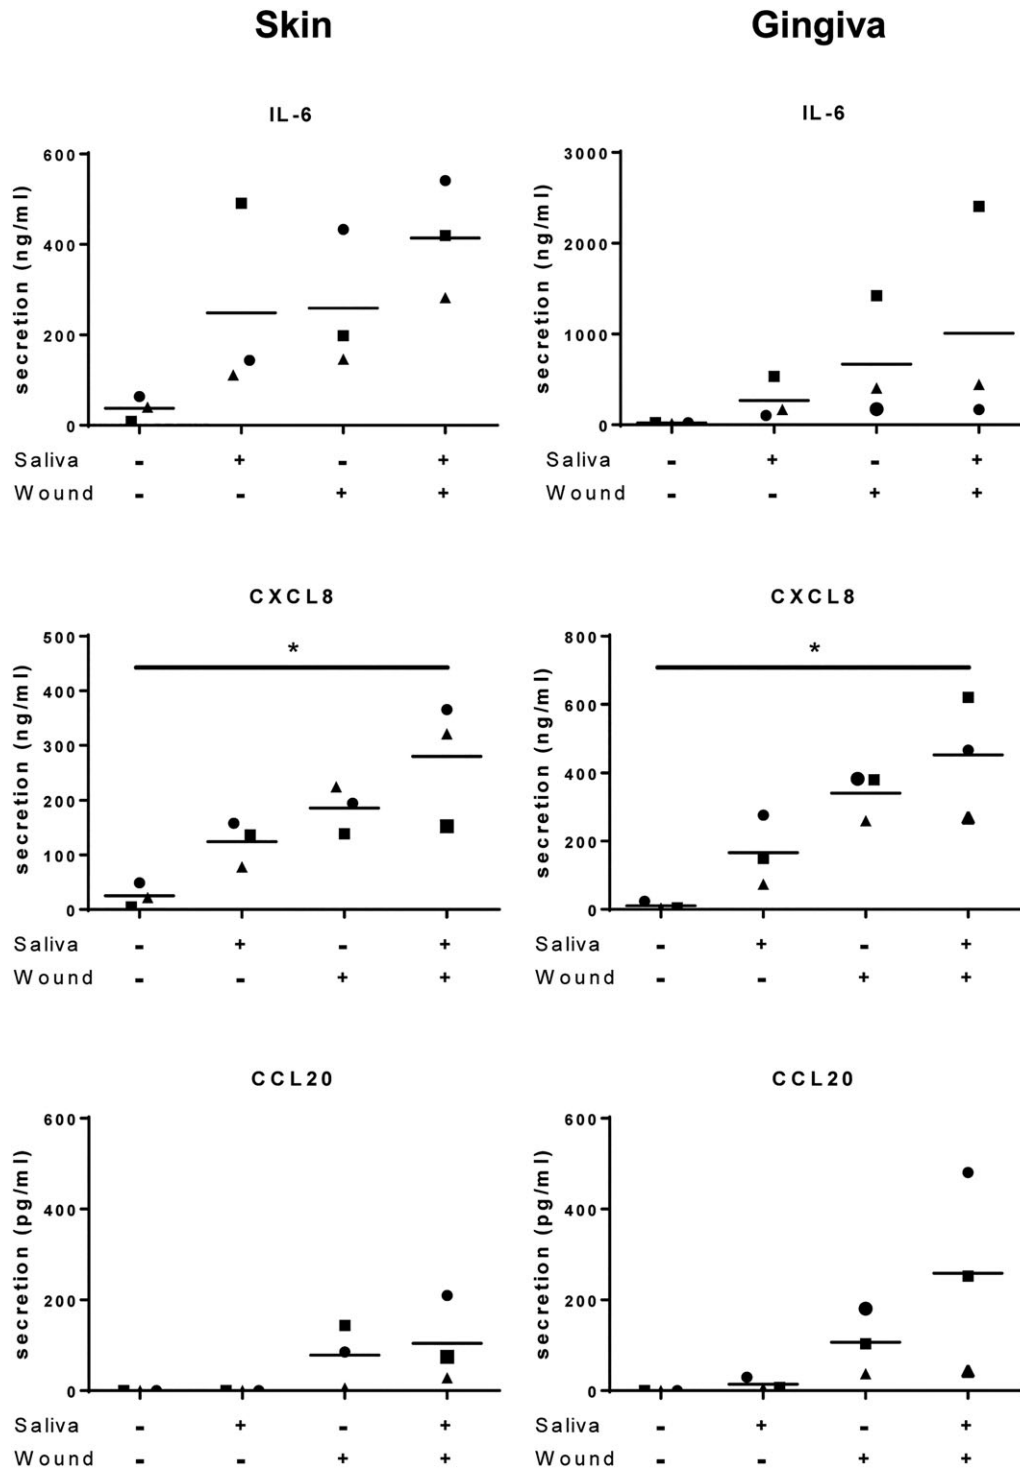 Skin Gingiva
IL-6 IL-6
secretion (ng/ml)
600
400
200
0
secretion (ng/ml)
3000
2000
1000
0
Saliva - + - +
Wound - - + +
Saliva - + - +
Wound - - + +
CXCL8 CXCL8
secretion (ng/ml)
500
400
300
200
100
0
*
secretion (ng/ml)
800
600
400
200
0
*
Saliva - + - +
Wound - - + +
Saliva - + - +
Wound - - + +
CCL20 CCL20
secretion (pg/ml)
600
400
200
0
secretion (pg/ml)
600
400
200
0
Saliva - + - +
Wound - - + +
Saliva - + - +
Wound - - + +